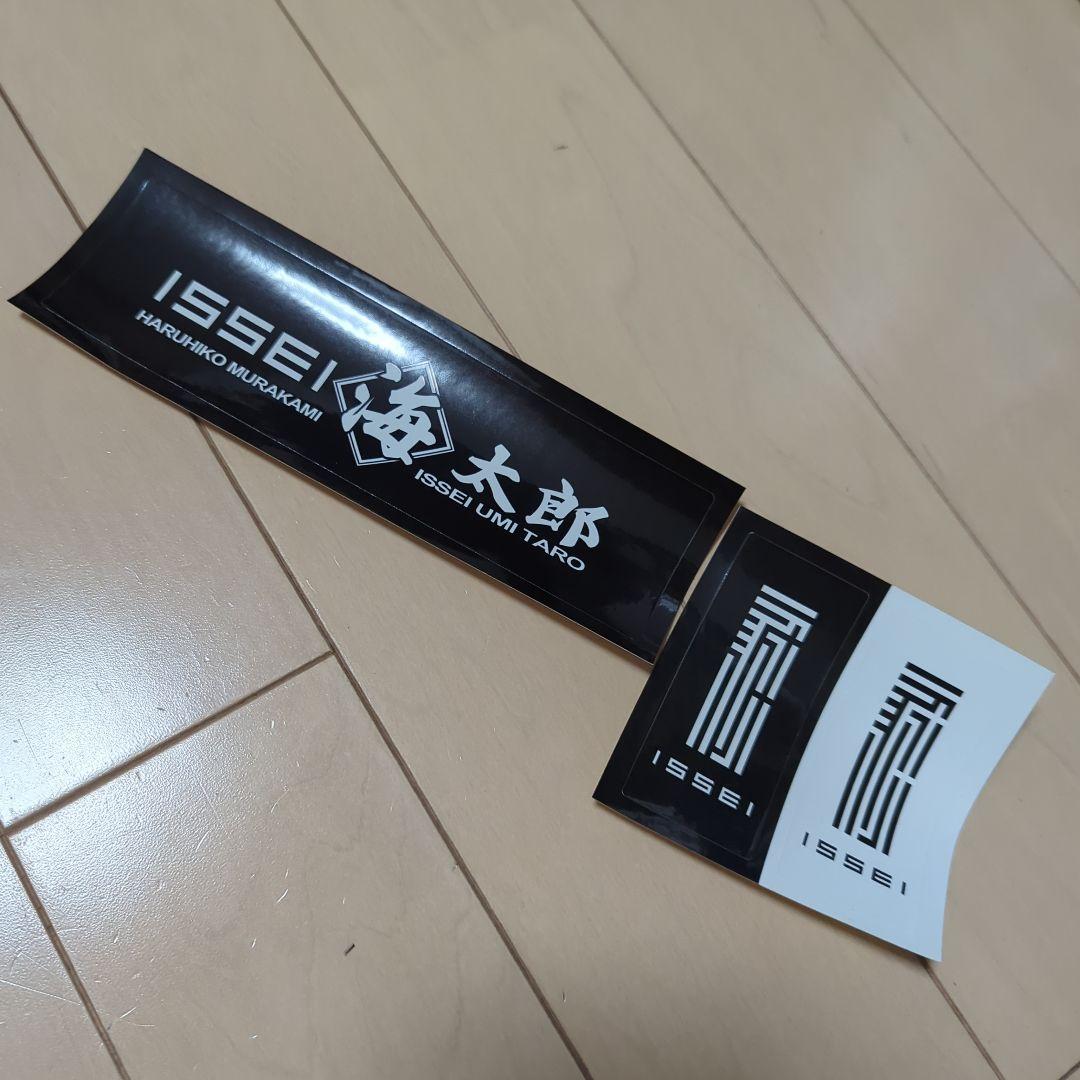 ISSEI
HARUHIKO MURAKAMI
海太郎
ISSEI UMI TARO
ISSEI
ISSEI